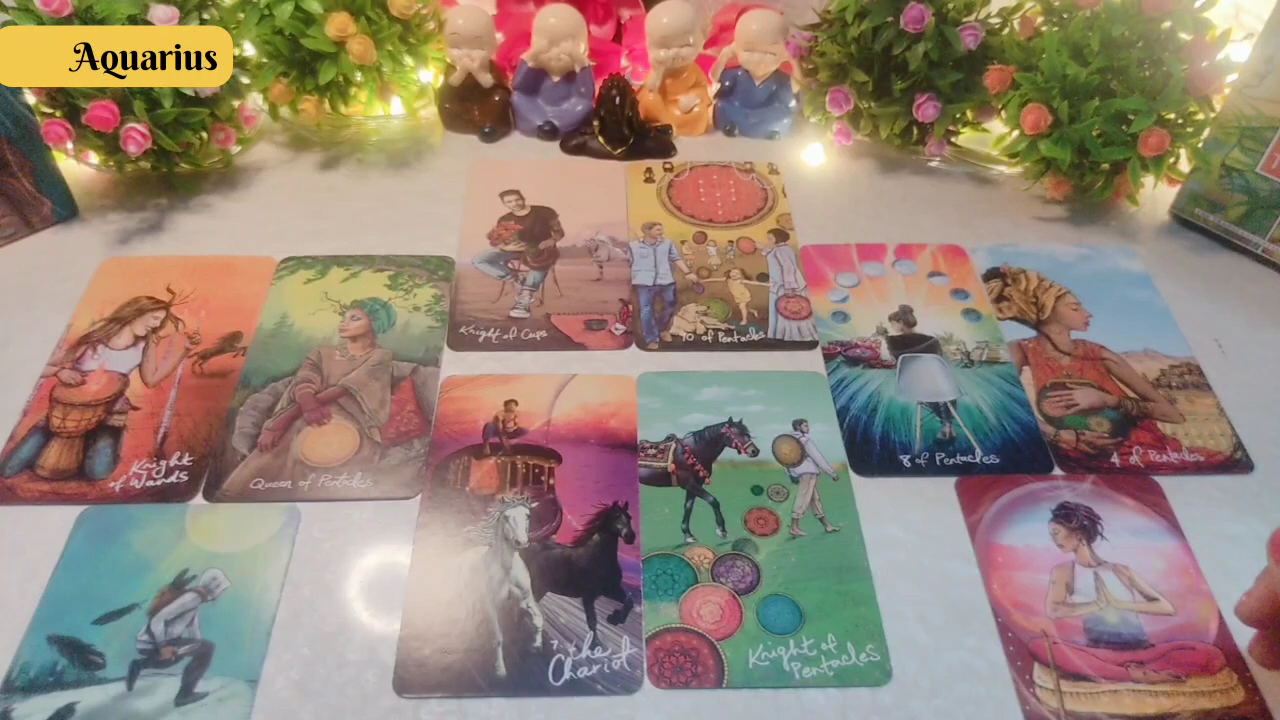 Aquarius
Knight of Cups
10 of Pentacles
Knight
of Wands
Queen of Pentacles
8 of Pentacles
4 of Pentacles
7 the
Chariot
Knight of
Pentacles